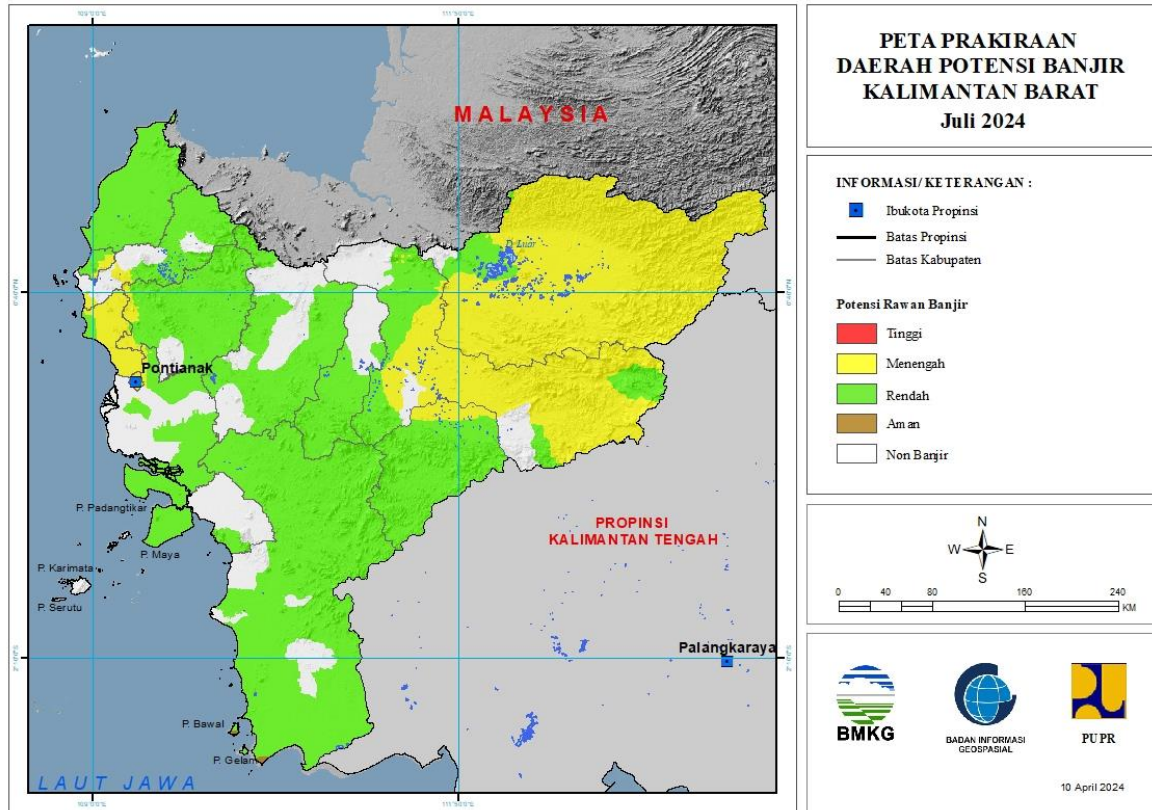 PETA PRAKIRAAN
DAERAH POTENSI BANJIR
KALIMANTAN BARAT
Juli 2024
INFORMASI/ KETERANGAN :
Ibukota Propinsi
Batas Propinsi
Batas Kabupaten
Potensi Rawan Banjir
Tinggi
Menengah
Rendah
Aman
Non Banjir
N
W E
S
0 40 80 160 240
KM
BMKG
BADAN INFORMASI
GEOSPASIAL
PUPR
10 April 2024
MALAYSIA
D. Luar
Pontianak
P. Padangtikar
P. Maya
P. Karimata
P. Serutu
PROPINSI
KALIMANTAN TENGAH
Palangkaraya
P. Bawal
P. Gelam
LAUT JAWA